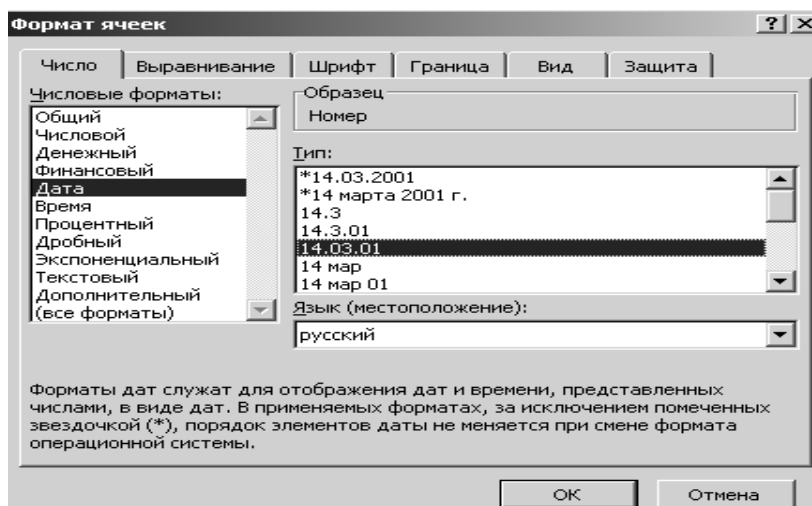 Формат ячеек
Число Выравнивание Шрифт Граница Вид Защита
Числовые форматы:
Общий
Числовой
Денежный
Финансовый
Дата
Время
Процентный
Дробный
Экспоненциальный
Текстовый
Дополнительный
(все форматы)
Образец
Номер
Тип:
*14.03.2001
*14 марта 2001 г.
14.3
14.3.01
14.03.01
14 мар
14 мар 01
Язык (местоположение):
русский
Форматы дат служат для отображения дат и времени, представленных
числами, в виде дат. В применяемых форматах, за исключением помеченных
звездочкой (*), порядок элементов даты не меняется при смене формата
операционной системы.
ОК Отмена